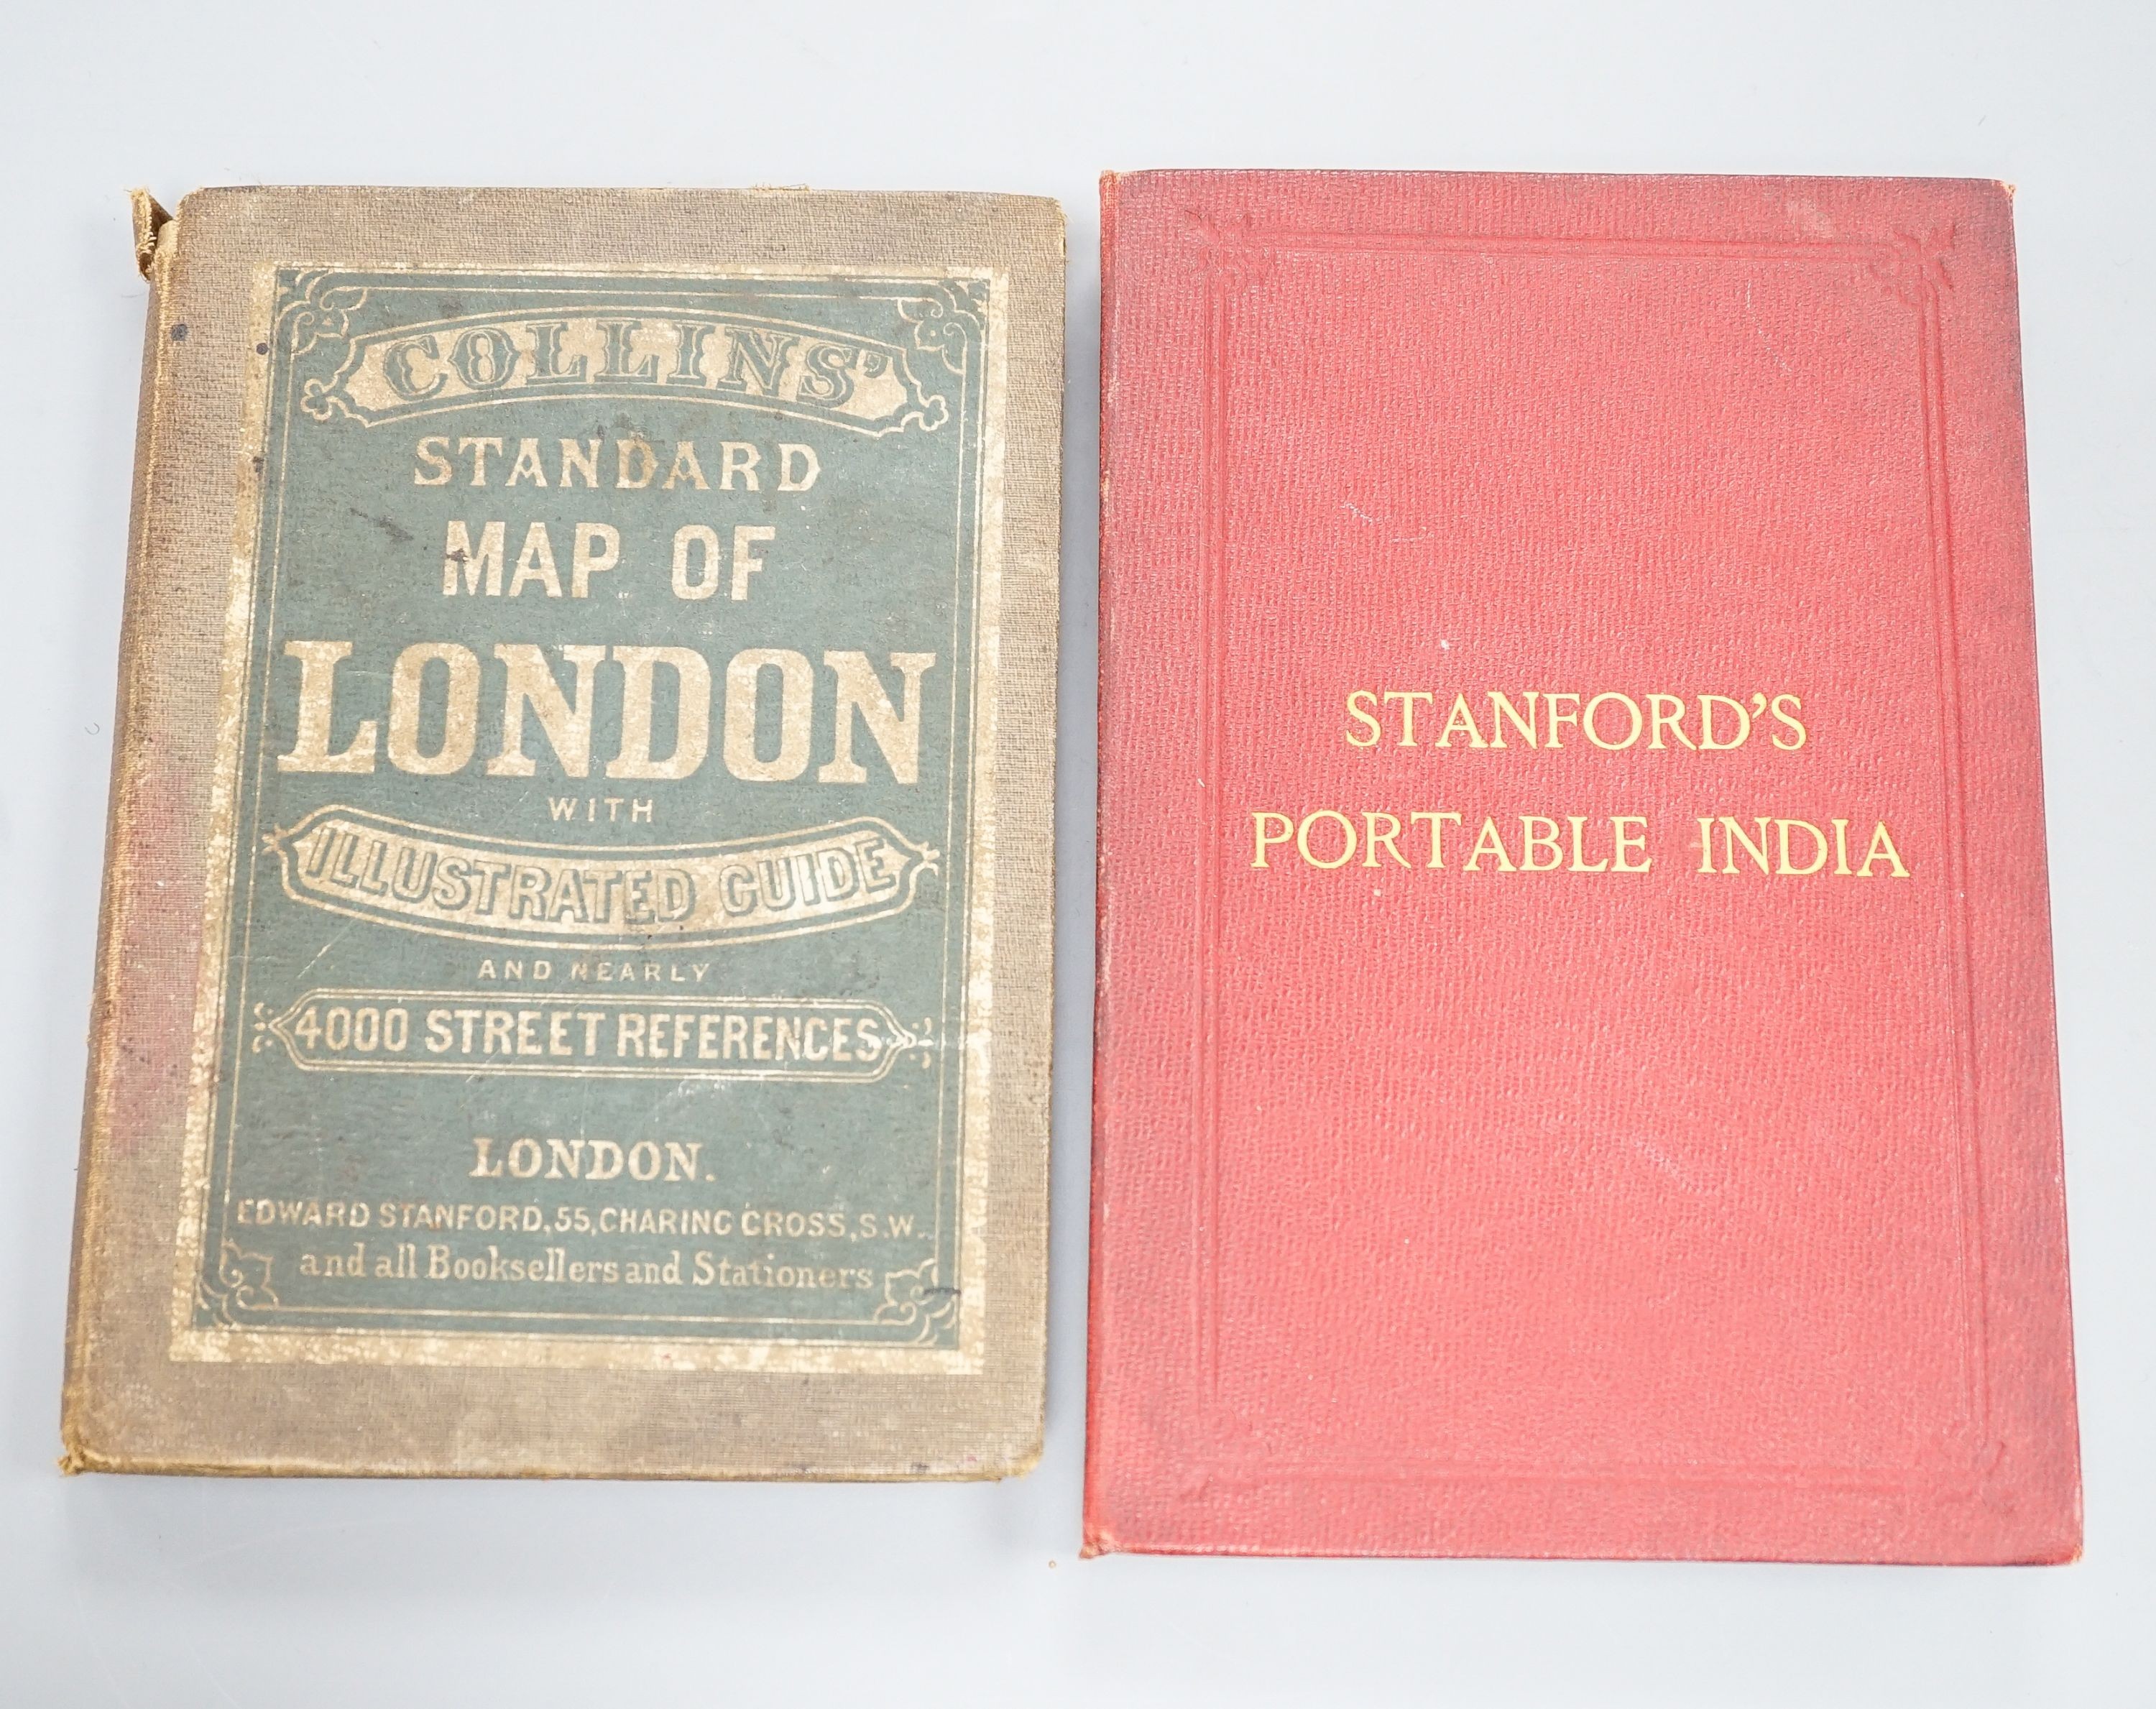 COLLINS'
STANDARD
MAP OF
LONDON
WITH
ILLUSTRATED GUIDE
AND NEARLY
4000 STREET REFERENCES
LONDON.
EDWARD STANFORD, 55, CHARING CROSS, S.W.
and all Booksellers and Stationers
STANFORD'S
PORTABLE INDIA